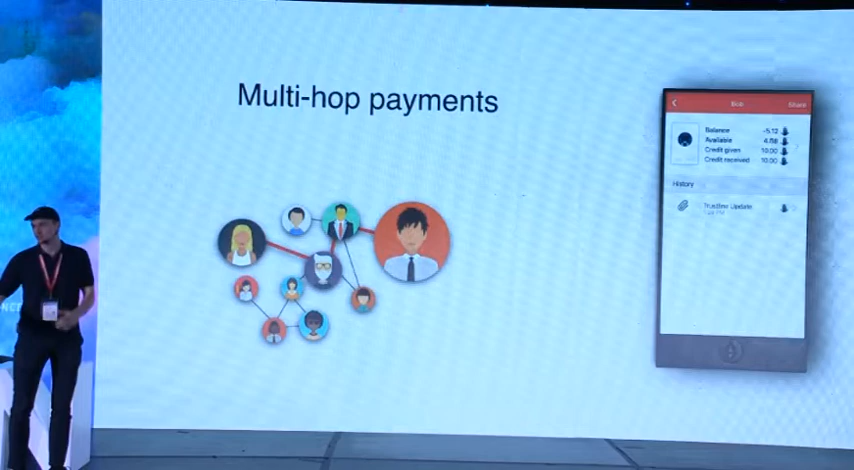 Multi-hop payments
Bob
Share
Balance -5.12
Available 4.88
Credit given 10.00
Credit received 10.00
History
Trustline Update